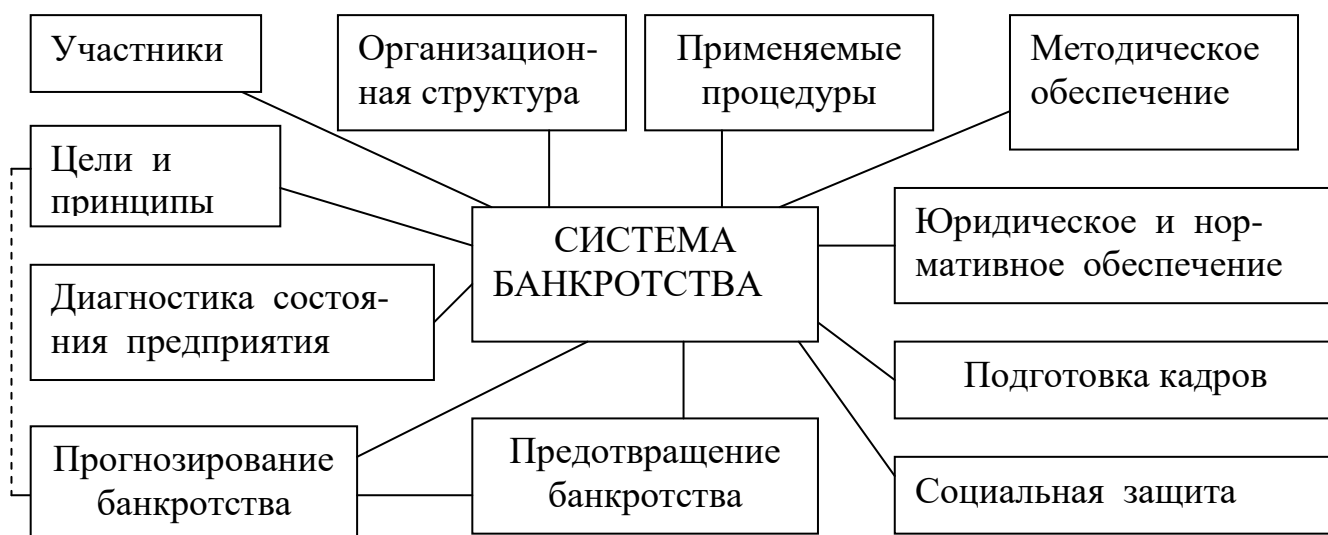 Участники
Организацион-
ная структура
Применяемые
процедуры
Методическое
обеспечение
Цели и
принципы
СИСТЕМА
БАНКРОТСТВА
Юридическое и нор-
мативное обеспечение
Диагностика состоя-
ния предприятия
Подготовка кадров
Прогнозирование
банкротства
Предотвращение
банкротства
Социальная защита